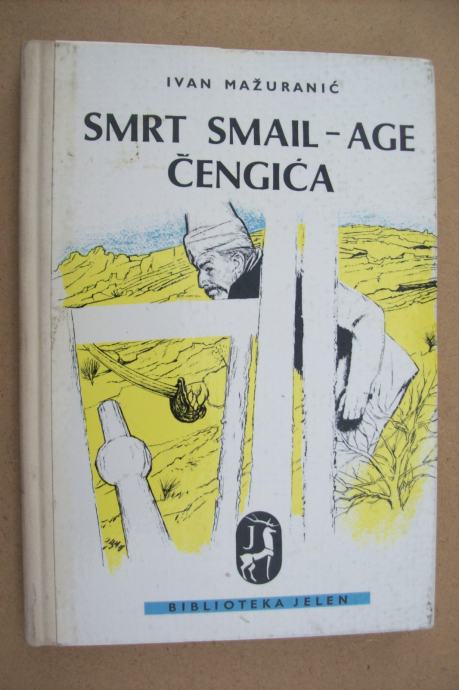 IVAN MAŽURANIĆ
SMRT SMAIL-AGE
ČENGIĆA
J
BIBLIOTEKA JELEN